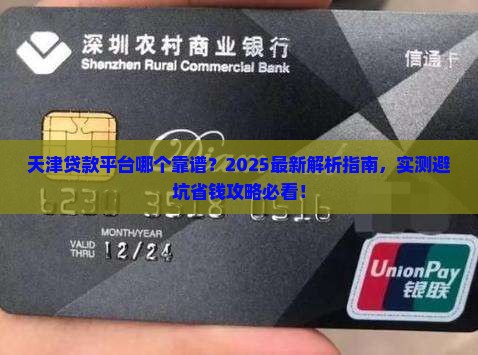 深圳农村商业银行
Shenzhen Rural Commercial Bank
信通卡
天津贷款平台哪个靠谱？2025最新解析指南，实测避
坑省钱攻略必看！
MONTH/YEAR
VALID
THRU 12/24
UnionPay
银联